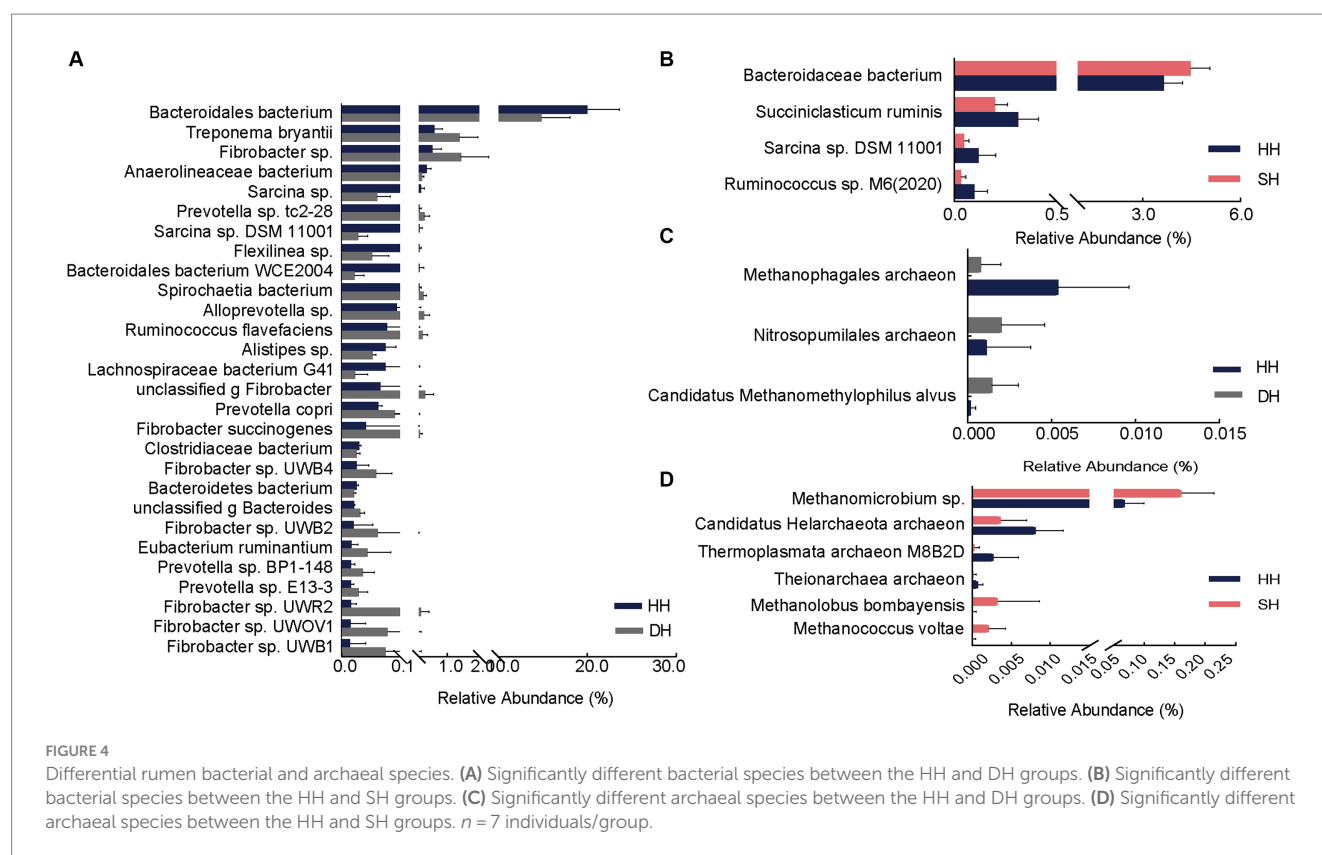 A
Bacteroidales bacterium
Treponema bryantii
Fibrobacter sp.
Anaerolineaceae bacterium
Sarcina sp.
Prevotella sp. tc2-28
Sarcina sp. DSM 11001
Flexilinea sp.
Bacteroidales bacterium WCE2004
Spirochaetia bacterium
Alloprevotella sp.
Ruminococcus flavefaciens
Alistipes sp.
Lachnospiraceae bacterium G41
unclassified g Fibrobacter
Prevotella copri
Fibrobacter succinogenes
Clostridiaceae bacterium
Fibrobacter sp. UWB4
Bacteroidetes bacterium
unclassified g Bacteroides
Fibrobacter sp. UWB2
Eubacterium ruminantium
Prevotella sp. BP1-148
Prevotella sp. E13-3
Fibrobacter sp. UWR2
Fibrobacter sp. UWOV1
Fibrobacter sp. UWB1
HH
DH
0.0 0.1 1.0 2.0 10.0 20.0 30.0
Relative Abundance (%)
B
Bacteroidaceae bacterium
Succiniclasticum ruminis
Sarcina sp. DSM 11001
Ruminococcus sp. M6(2020)
HH
SH
0.0 0.5 3.0 6.0
Relative Abundance (%)
C
Methanophagales archaeon
Nitrosopumilales archaeon
Candidatus Methanomethylophilus alvus
HH
DH
0.000 0.005 0.010 0.015
Relative Abundance (%)
D
Methanomicrobium sp.
Candidatus Helarchaeota archaeon
Thermoplasmata archaeon M8B2D
Theionarchaea archaeon
Methanolobus bombayensis
Methanococcus voltae
HH
SH
0.000 0.005 0.010 0.015 0.05 0.10 0.15 0.20 0.25
Relative Abundance (%)
FIGURE 4
Differential rumen bacterial and archaeal species. (A) Significantly different bacterial species between the HH and DH groups. (B) Significantly different
bacterial species between the HH and SH groups. (C) Significantly different archaeal species between the HH and DH groups. (D) Significantly different
archaeal species between the HH and SH groups. n = 7 individuals/group.